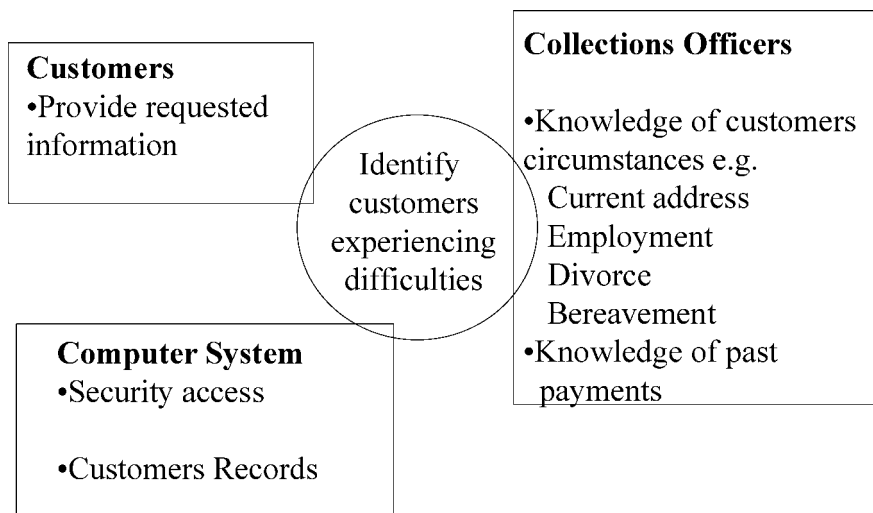 Customers
•Provide requested
information
Identify
customers
experiencing
difficulties
Collections Officers
•Knowledge of customers
circumstances e.g.
Current address
Employment
Divorce
Bereavement
•Knowledge of past
payments
Computer System
•Security access
•Customers Records